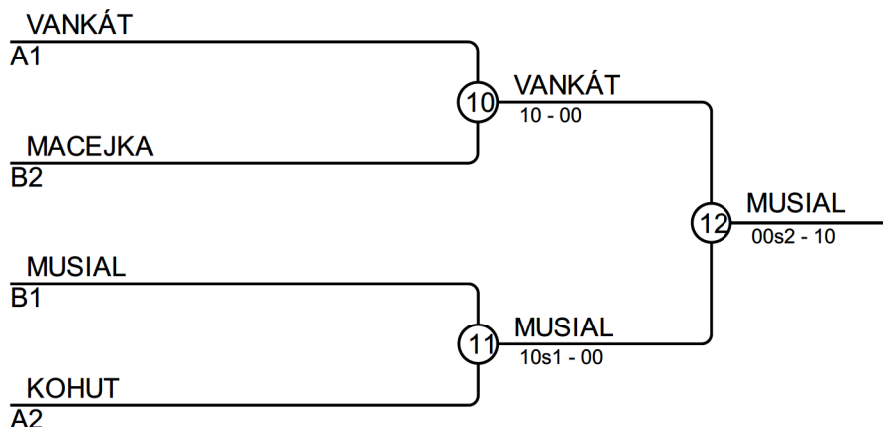 VANKÁT
A1
10
VANKÁT
10 - 00
MACEJKA
B2
12
MUSIAL
00s2 - 10
MUSIAL
B1
11
MUSIAL
10s1 - 00
KOHUT
A2